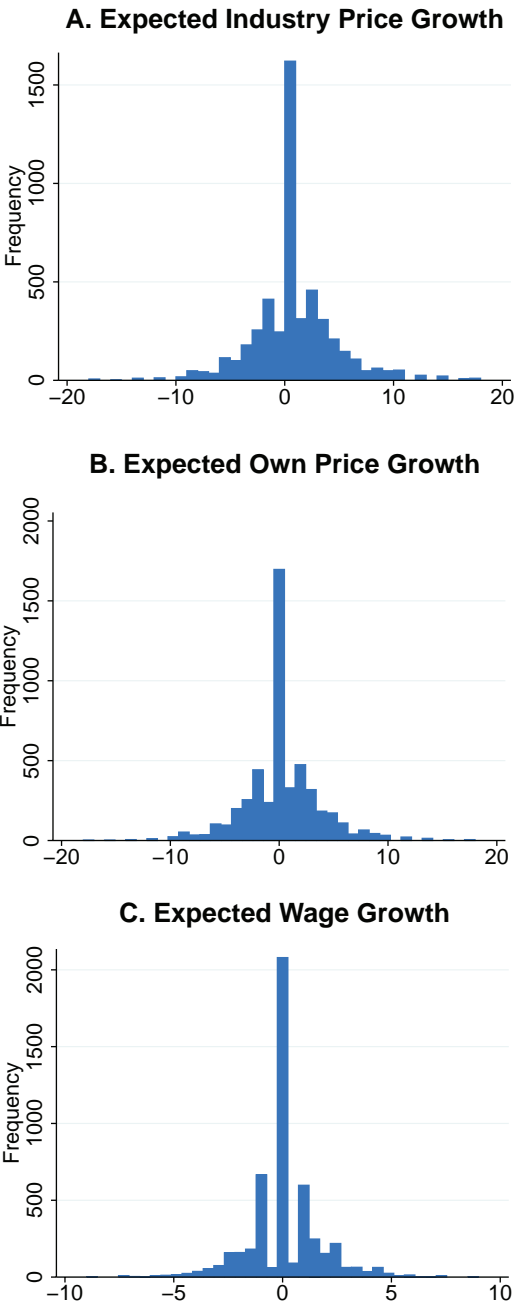 A. Expected Industry Price Growth
1500
1000
500
0
Frequency
−20 −10 0 10 20
B. Expected Own Price Growth
2000
1500
1000
500
0
Frequency
−20 −10 0 10 20
C. Expected Wage Growth
2000
1500
1000
500
0
Frequency
−10 −5 0 5 10